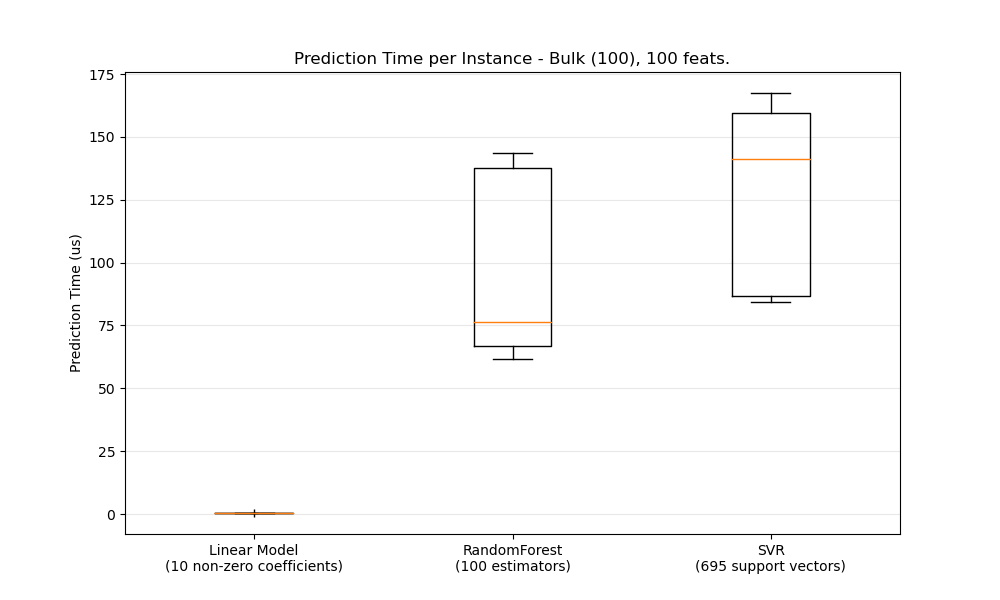 Prediction Time per Instance - Bulk (100), 100 feats.
175
150
125
100
75
50
25
0
Prediction Time (us)
Linear Model
(10 non-zero coefficients)
RandomForest
(100 estimators)
SVR
(695 support vectors)